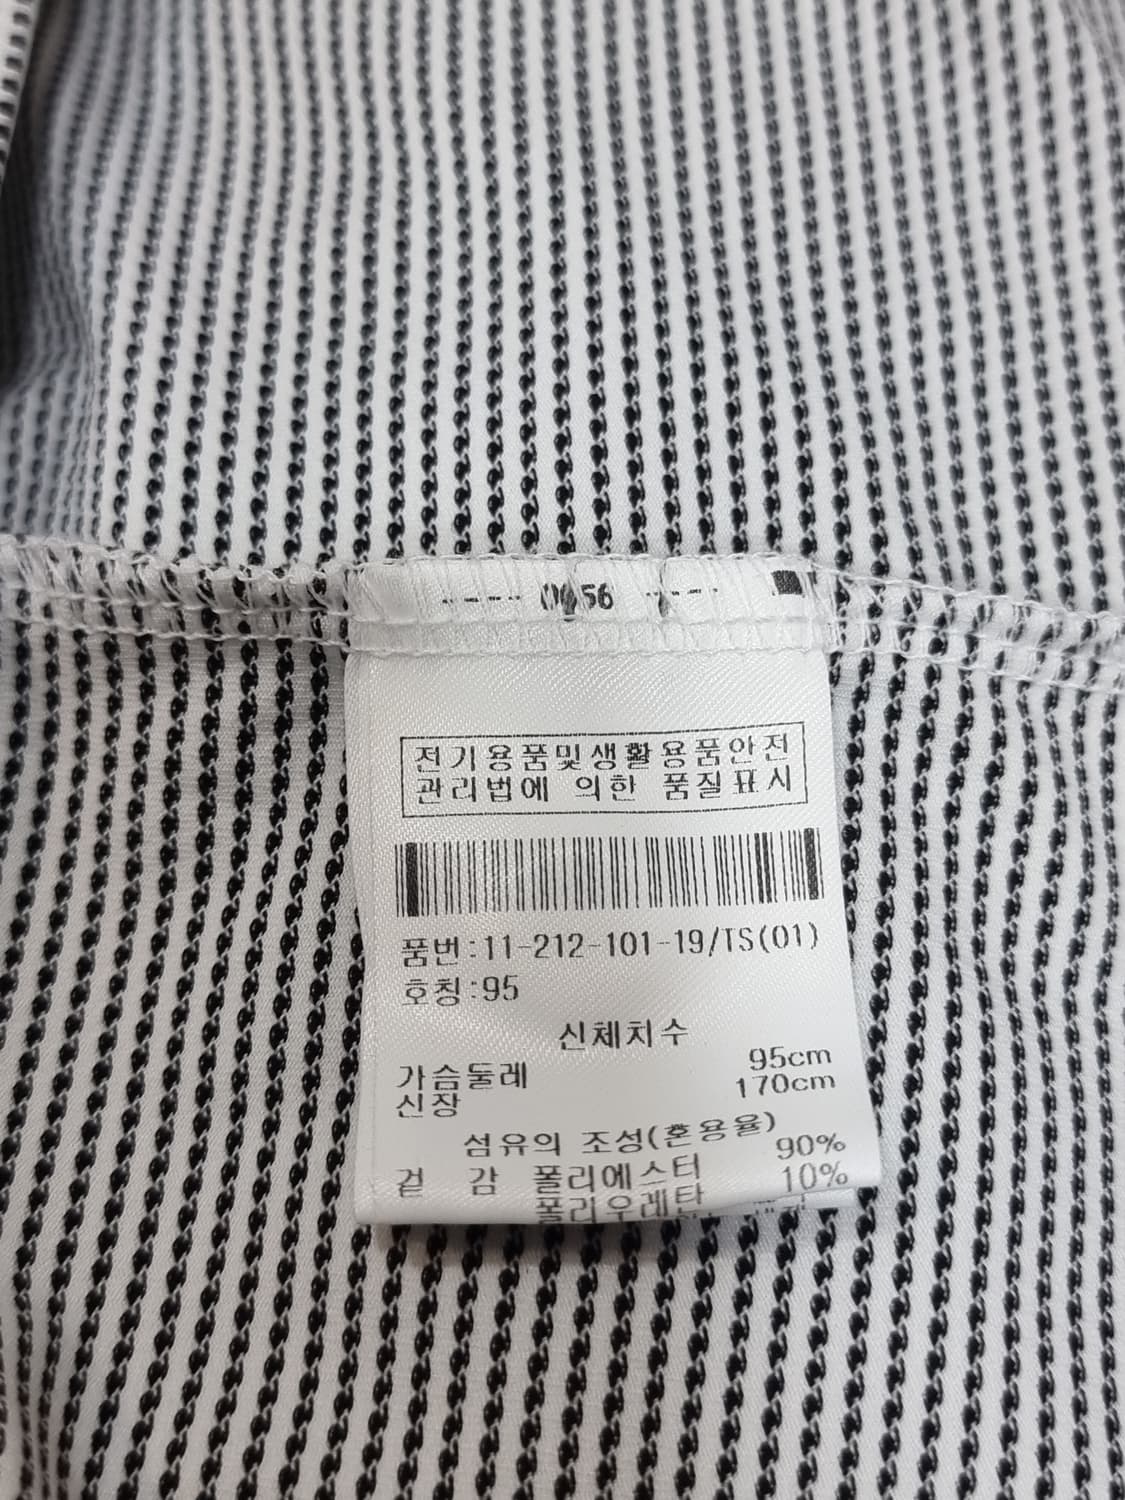 전기용품및생활용품안전
관리법에 의한 품질표시
품번:11-212-101-19/TS(01)
호칭:95
신체치수
가슴둘레 95cm
신장 170cm
섬유의 조성(혼용율)
겉 감 폴리에스터 90%
폴리우레탄 10%